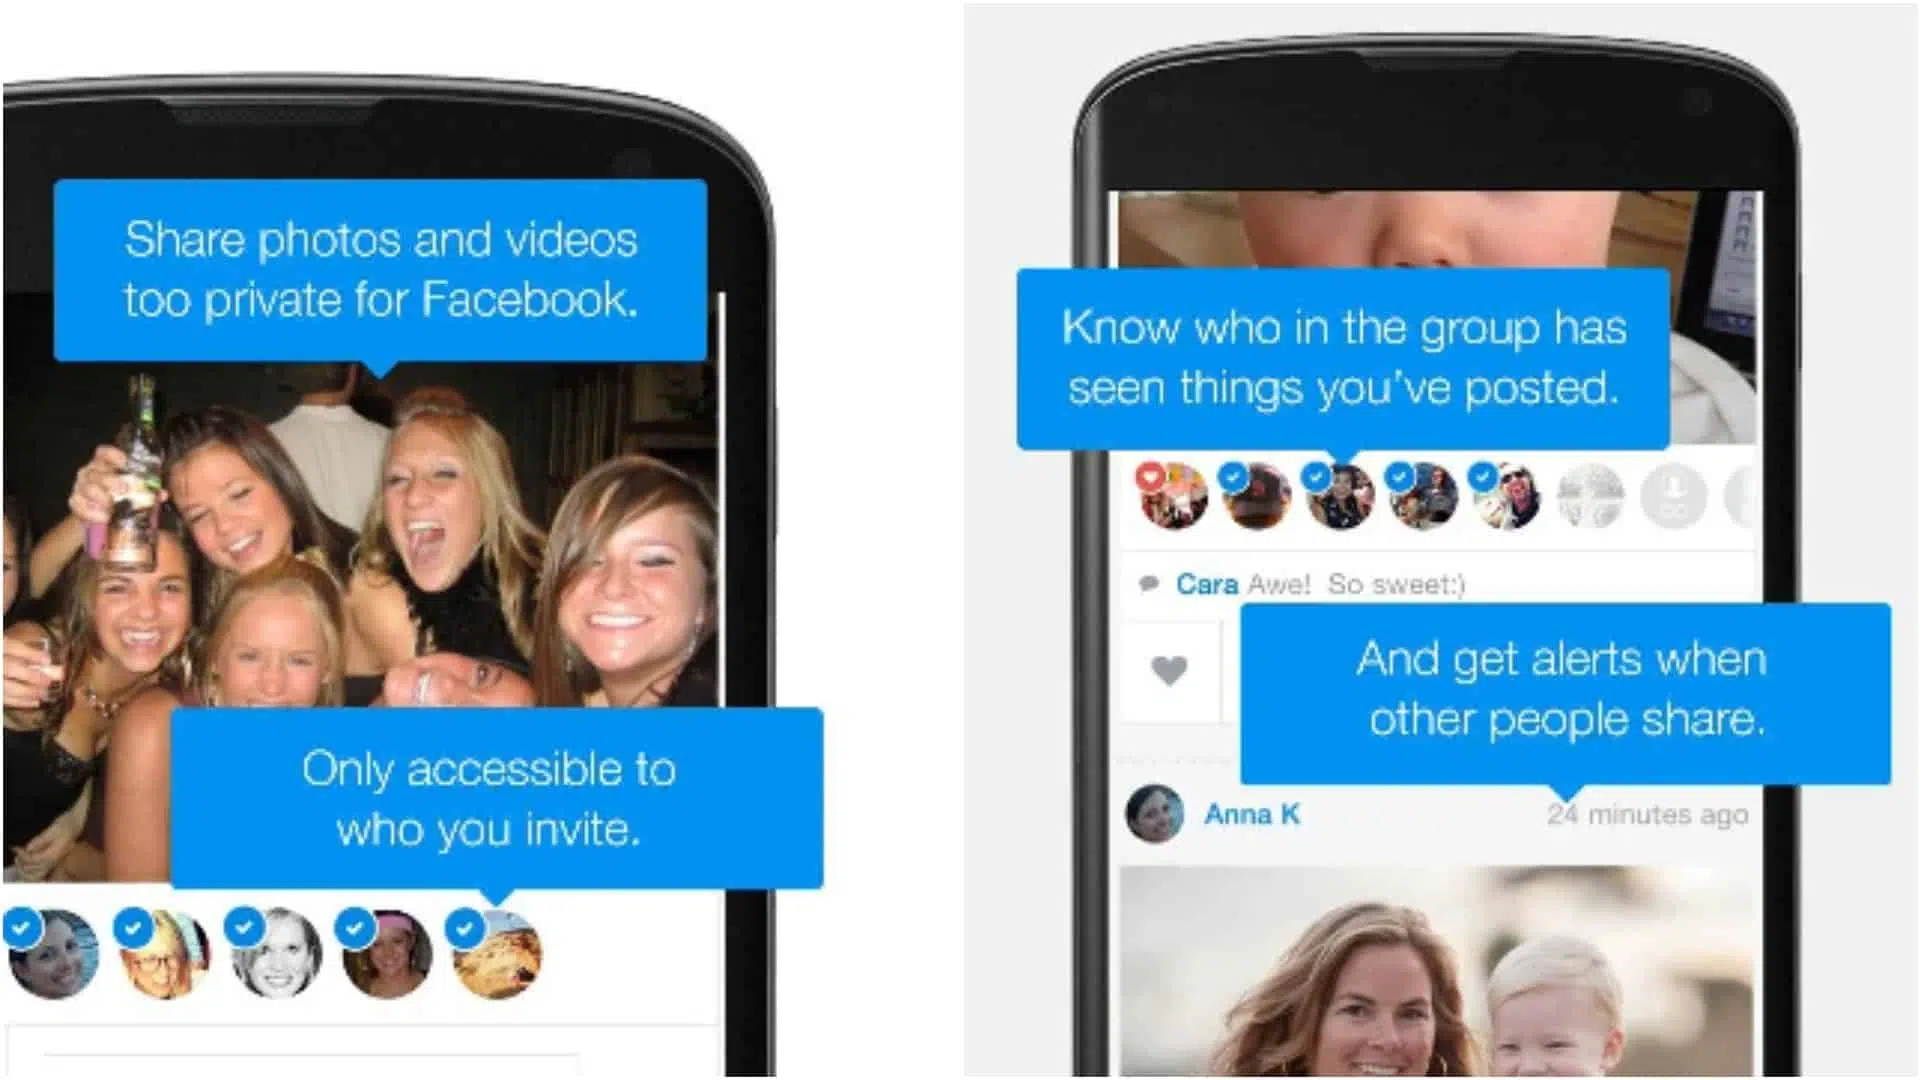 Share photos and videos
too private for Facebook.
Only accessible to
who you invite.
Know who in the group has
seen things you've posted.
Cara Awe! So sweet:)
And get alerts when
other people share.
Anna K 24 minutes ago